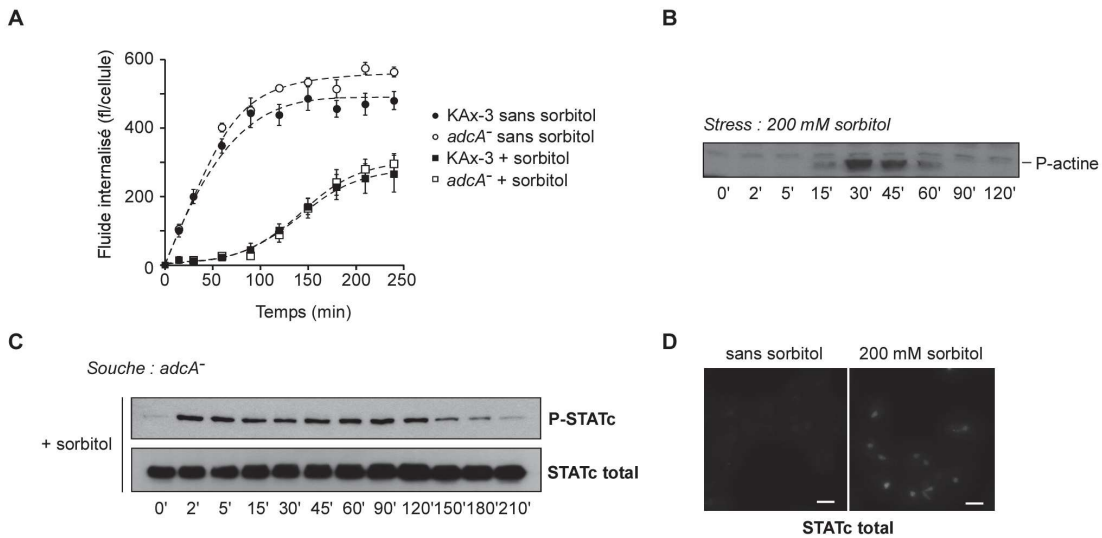 A
Fluide internalisé (fl/cellule)
600
400
200
0
0 50 100 150 200 250
Temps (min)
KAx-3 sans sorbitol
adcA⁻ sans sorbitol
KAx-3 + sorbitol
adcA⁻ + sorbitol
B
Stress : 200 mM sorbitol
P-actine
0' 2' 5' 15' 30' 45' 60' 90' 120'
C
Souche : adcA⁻
+ sorbitol
P-STATc
STATc total
0' 2' 5' 15' 30' 45' 60' 90' 120' 150' 180' 210'
D
sans sorbitol 200 mM sorbitol
STATc total